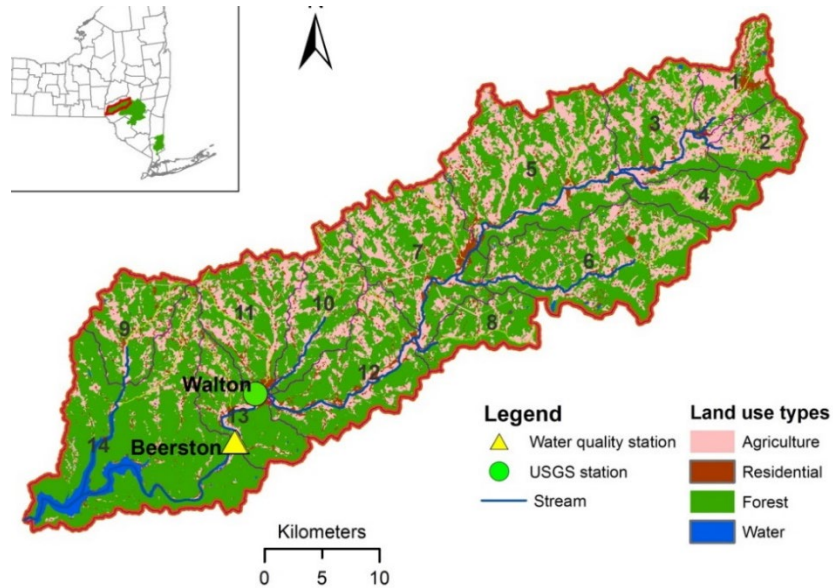 N
1
2
3
4
5
6
7
8
9
10
11
12
13
14
Walton
Beerston
Legend
Water quality station
USGS station
Stream
Land use types
Agriculture
Residential
Forest
Water
Kilometers
0 5 10